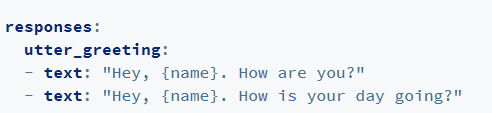 responses:
  utter_greeting:
  - text: "Hey, {name}. How are you?"
  - text: "Hey, {name}. How is your day going?"